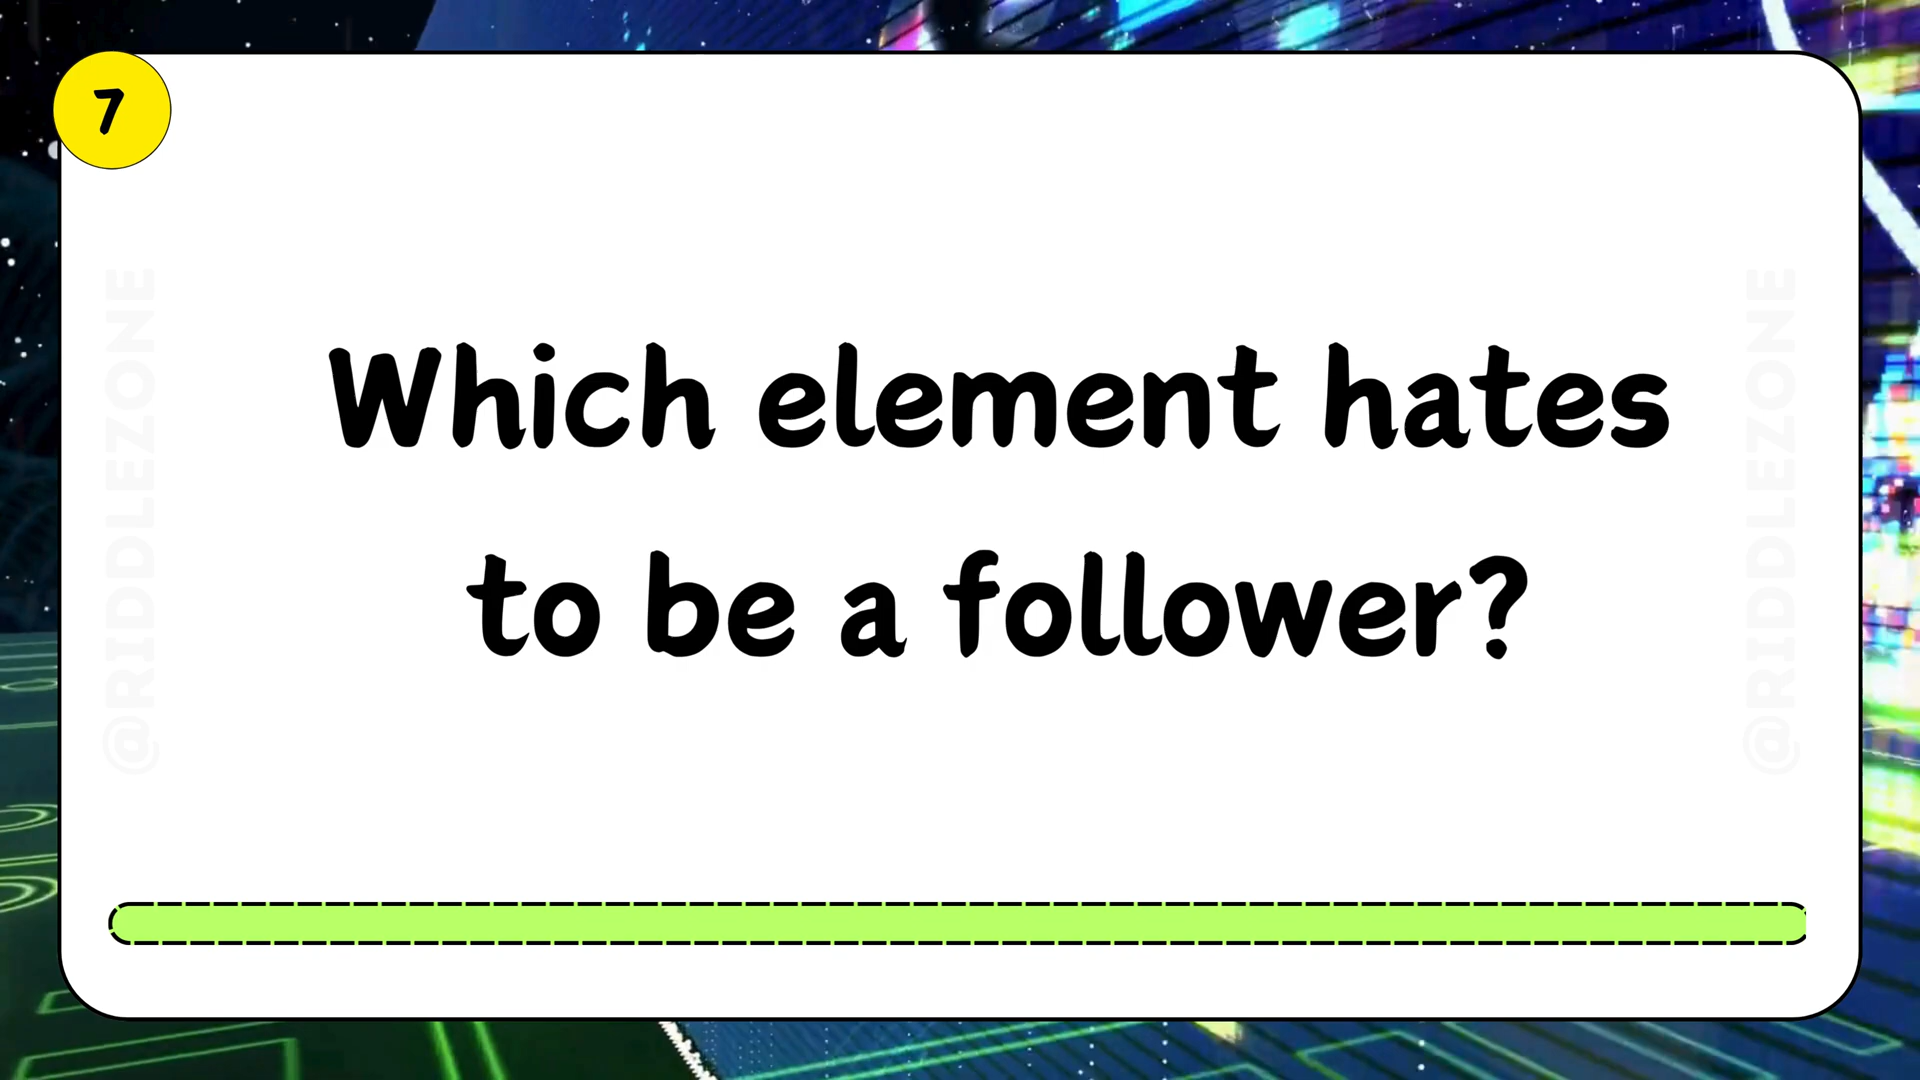 7
Which element hates
to be a follower?
@RIDDLEZONE
@RIDDLEZONE